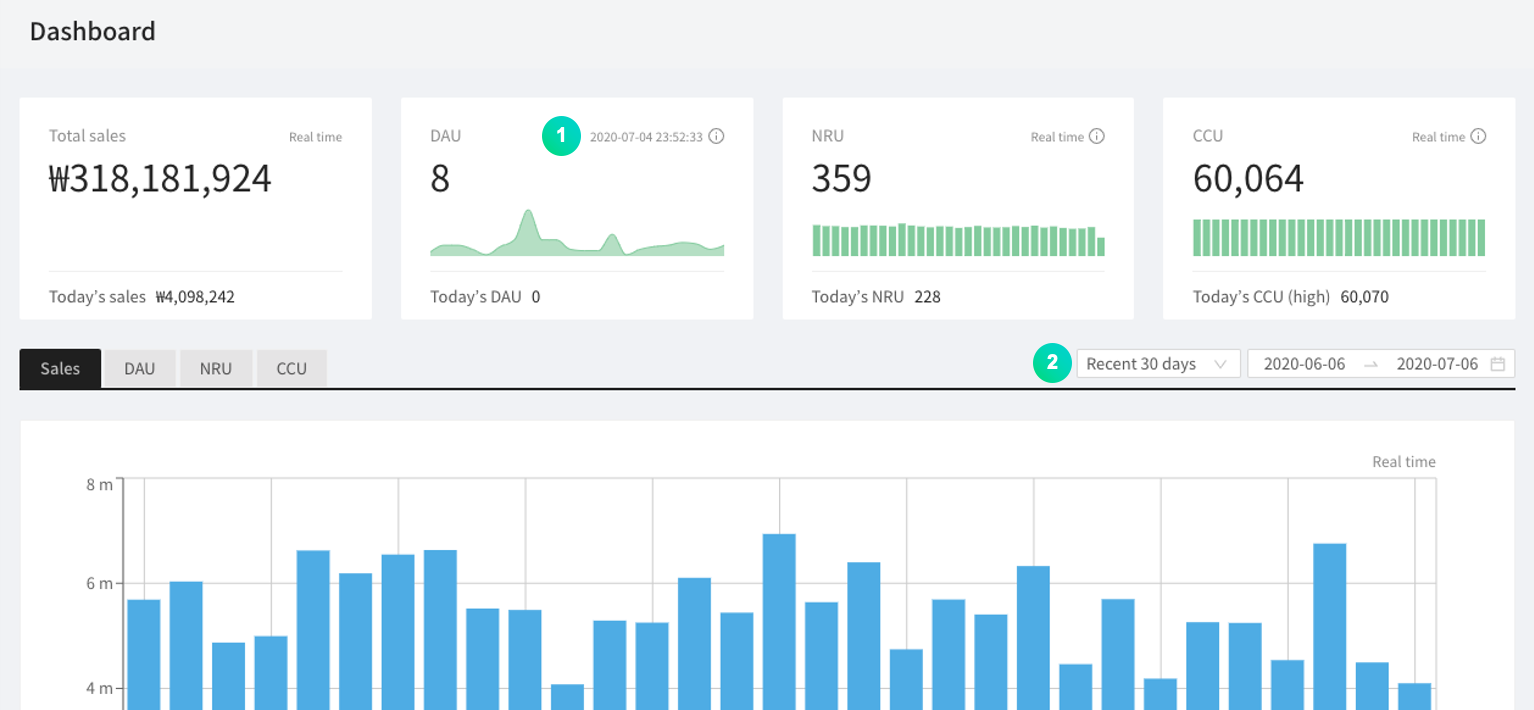 Dashboard
Total sales
Real time
₩318,181,924
Today's sales ₩4,098,242
DAU
1
2020-07-04 23:52:33
8
Today's DAU 0
NRU
Real time
359
Today's NRU 228
CCU
Real time
60,064
Today's CCU (high) 60,070
Sales
DAU
NRU
CCU
2
Recent 30 days
2020-06-06 → 2020-07-06
Real time
8 m
6 m
4 m